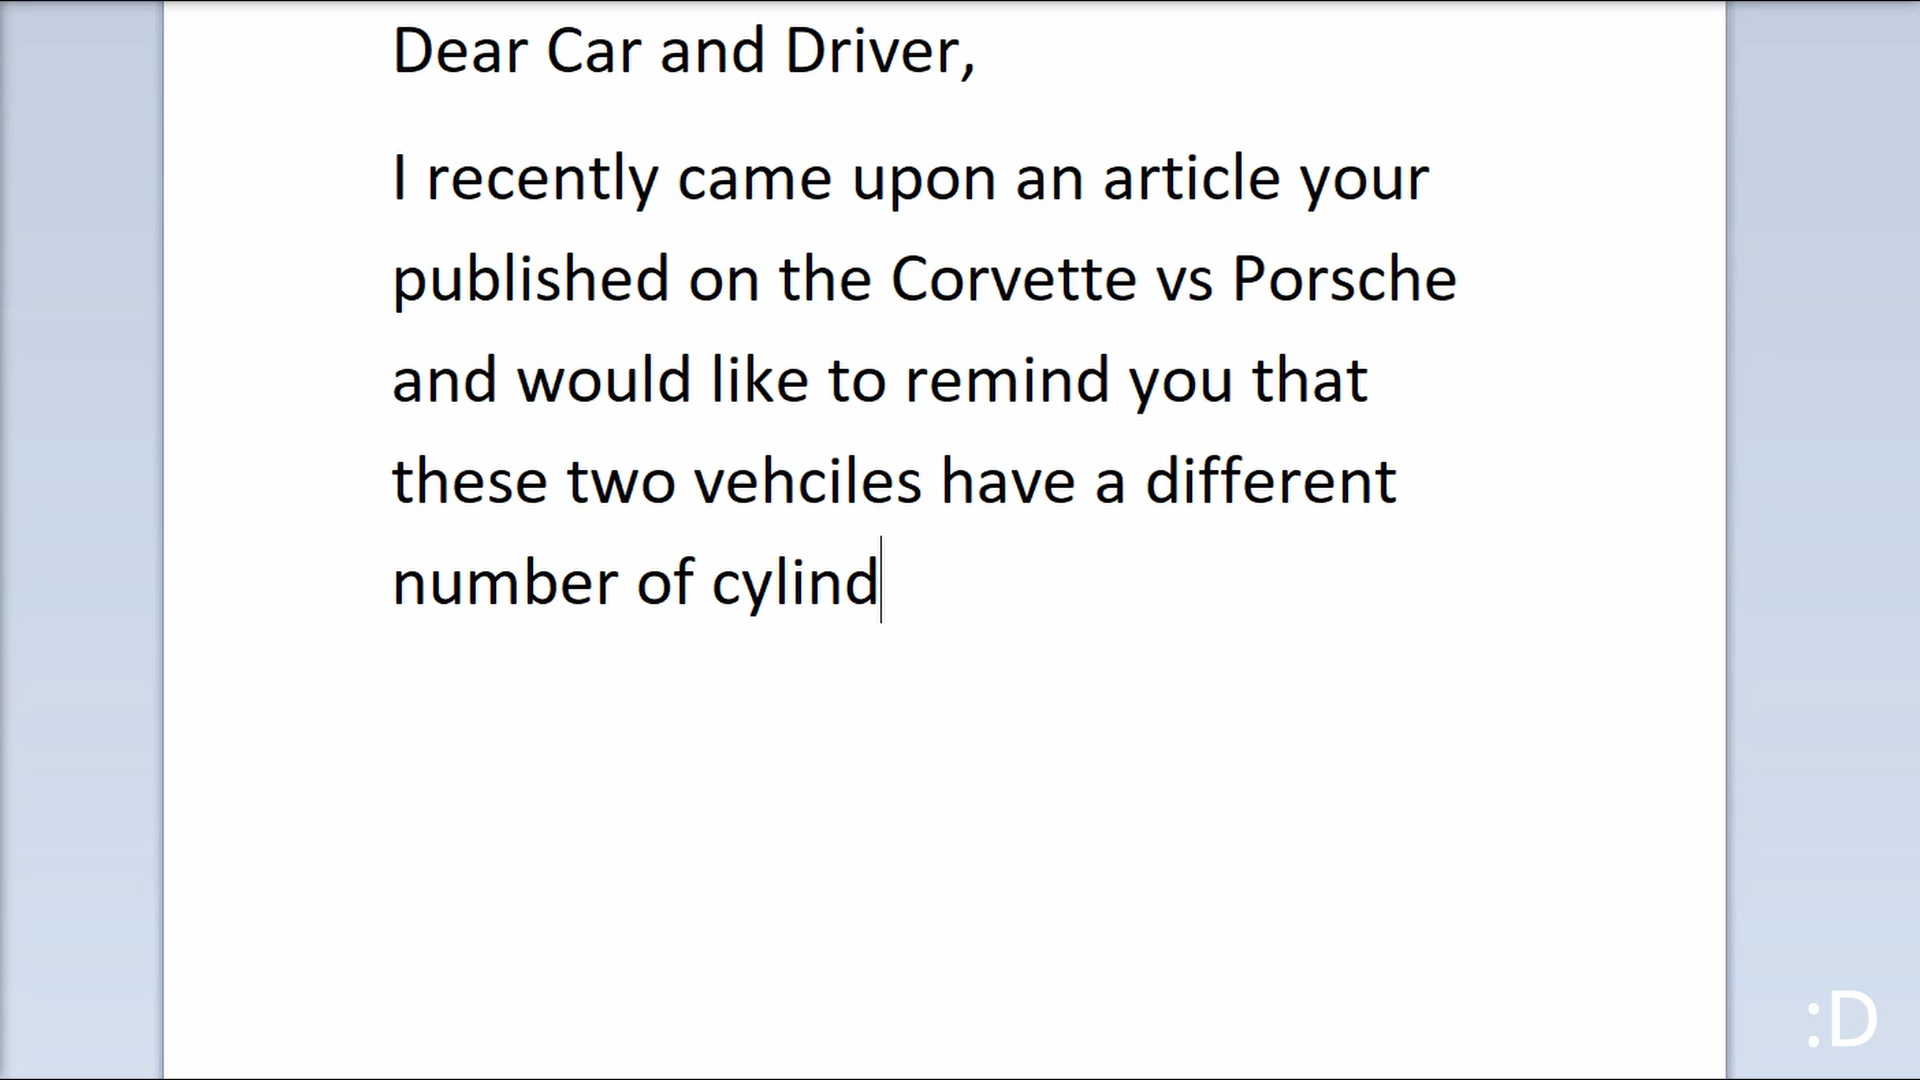 Dear Car and Driver,
I recently came upon an article your
published on the Corvette vs Porsche
and would like to remind you that
these two vehciles have a different
number of cylind
:D